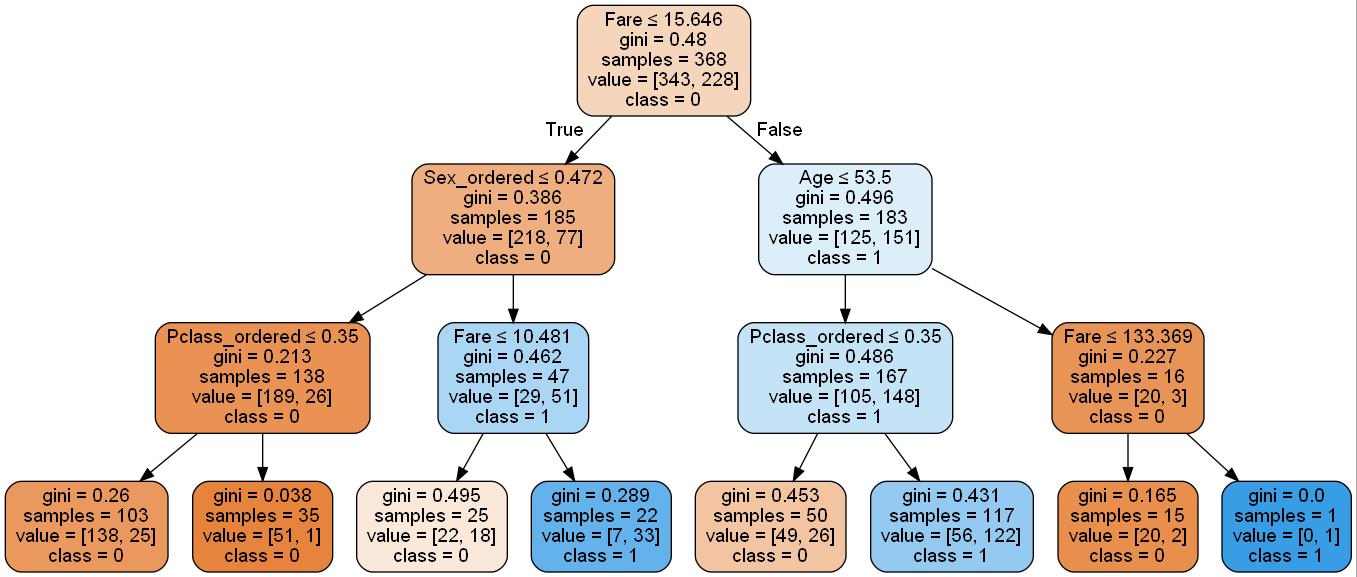 Fare ≤ 15.646
gini = 0.48
samples = 368
value = [343, 228]
class = 0
True
False
Sex_ordered ≤ 0.472
gini = 0.386
samples = 185
value = [218, 77]
class = 0
Age ≤ 53.5
gini = 0.496
samples = 183
value = [125, 151]
class = 1
Pclass_ordered ≤ 0.35
gini = 0.213
samples = 138
value = [189, 26]
class = 0
Fare ≤ 10.481
gini = 0.462
samples = 47
value = [29, 51]
class = 1
Pclass_ordered ≤ 0.35
gini = 0.486
samples = 167
value = [105, 148]
class = 1
Fare ≤ 133.369
gini = 0.227
samples = 16
value = [20, 3]
class = 0
gini = 0.26
samples = 103
value = [138, 25]
class = 0
gini = 0.038
samples = 35
value = [51, 1]
class = 0
gini = 0.495
samples = 25
value = [22, 18]
class = 0
gini = 0.289
samples = 22
value = [7, 33]
class = 1
gini = 0.453
samples = 50
value = [49, 26]
class = 0
gini = 0.431
samples = 117
value = [56, 122]
class = 1
gini = 0.165
samples = 15
value = [20, 2]
class = 0
gini = 0.0
samples = 1
value = [0, 1]
class = 1